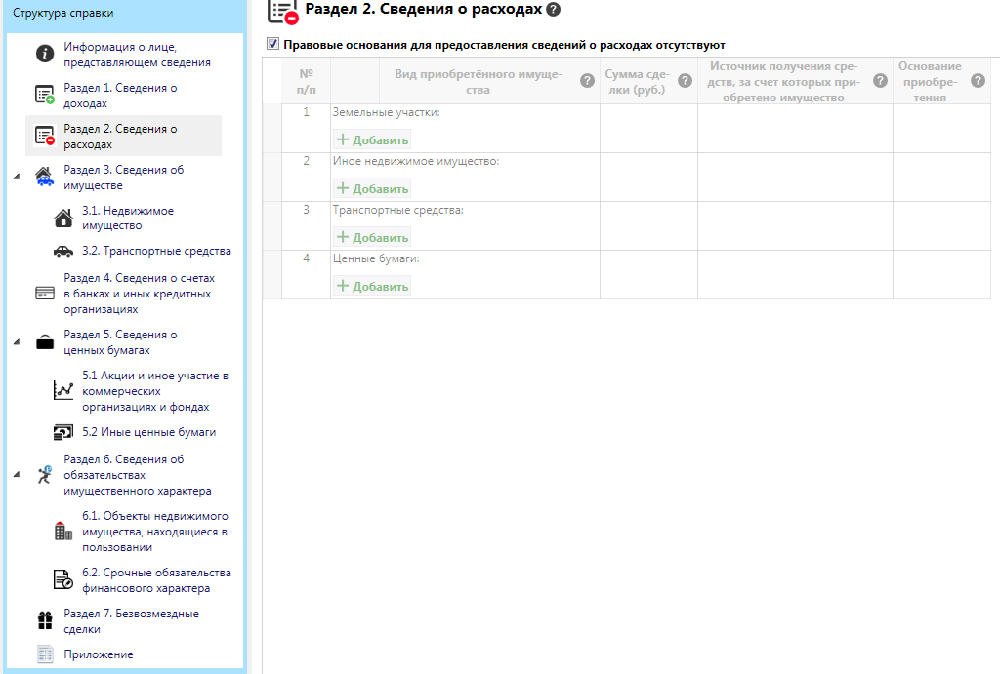 Структура справки
Информация о лице,
представляющем сведения
Раздел 1. Сведения о
доходах
Раздел 2. Сведения о
расходах
Раздел 3. Сведения об
имуществе
3.1. Недвижимое
имущество
3.2. Транспортные средства
Раздел 4. Сведения о счетах
в банках и иных кредитных
организациях
Раздел 5. Сведения о
ценных бумагах
5.1 Акции и иное участие в
коммерческих
организациях и фондах
5.2 Иные ценные бумаги
Раздел 6. Сведения об
обязательствах
имущественного характера
6.1. Объекты недвижимого
имущества, находящиеся в
пользовании
6.2. Срочные обязательства
финансового характера
Раздел 7. Безвозмездные
сделки
Приложение
Раздел 2. Сведения о расходах ?
Правовые основания для предоставления сведений о расходах отсутствуют
№
п/п
Вид приобретённого имуще-
ства
?
Сумма сде-
лки (руб.)
?
Источник получения сре-
дств, за счет которых при-
обретено имущество
?
Основание
приобре-
тения
?
1 Земельные участки:
+ Добавить
2 Иное недвижимое имущество:
+ Добавить
3 Транспортные средства:
+ Добавить
4 Ценные бумаги:
+ Добавить